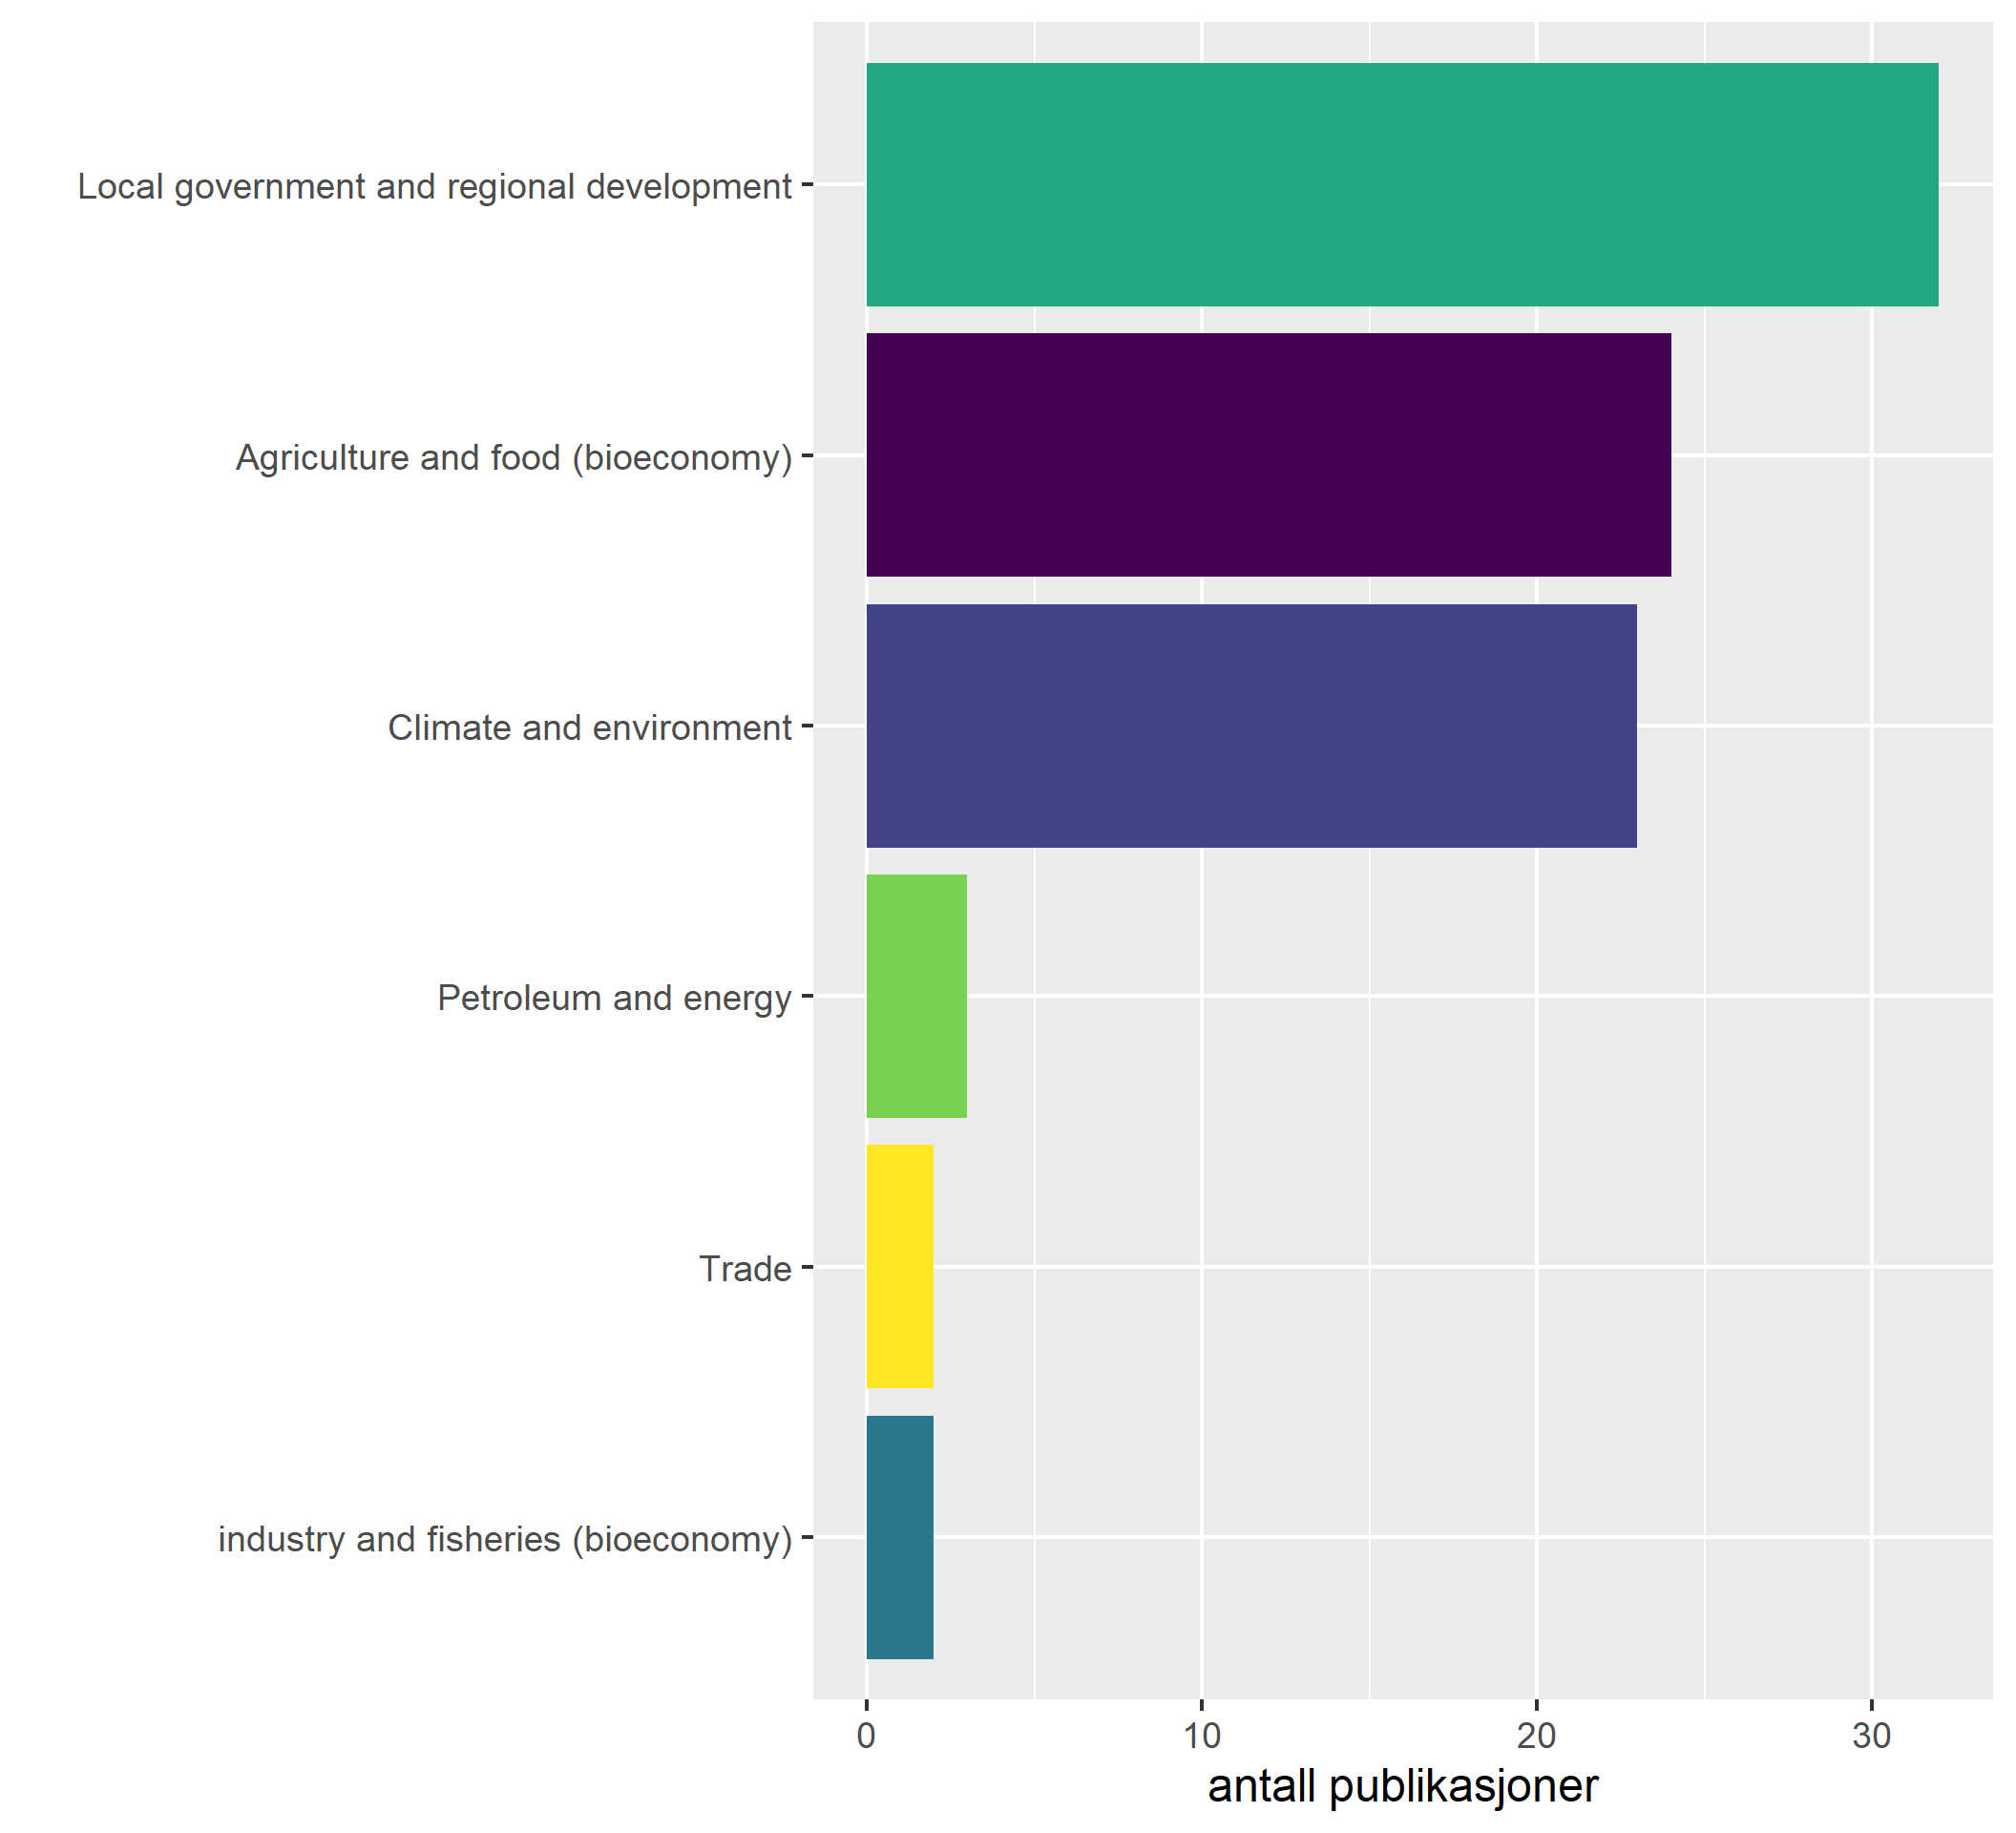 Local government and regional development
Agriculture and food (bioeconomy)
Climate and environment
Petroleum and energy
Trade
industry and fisheries (bioeconomy)
0 10 20 30
antall publikasjoner